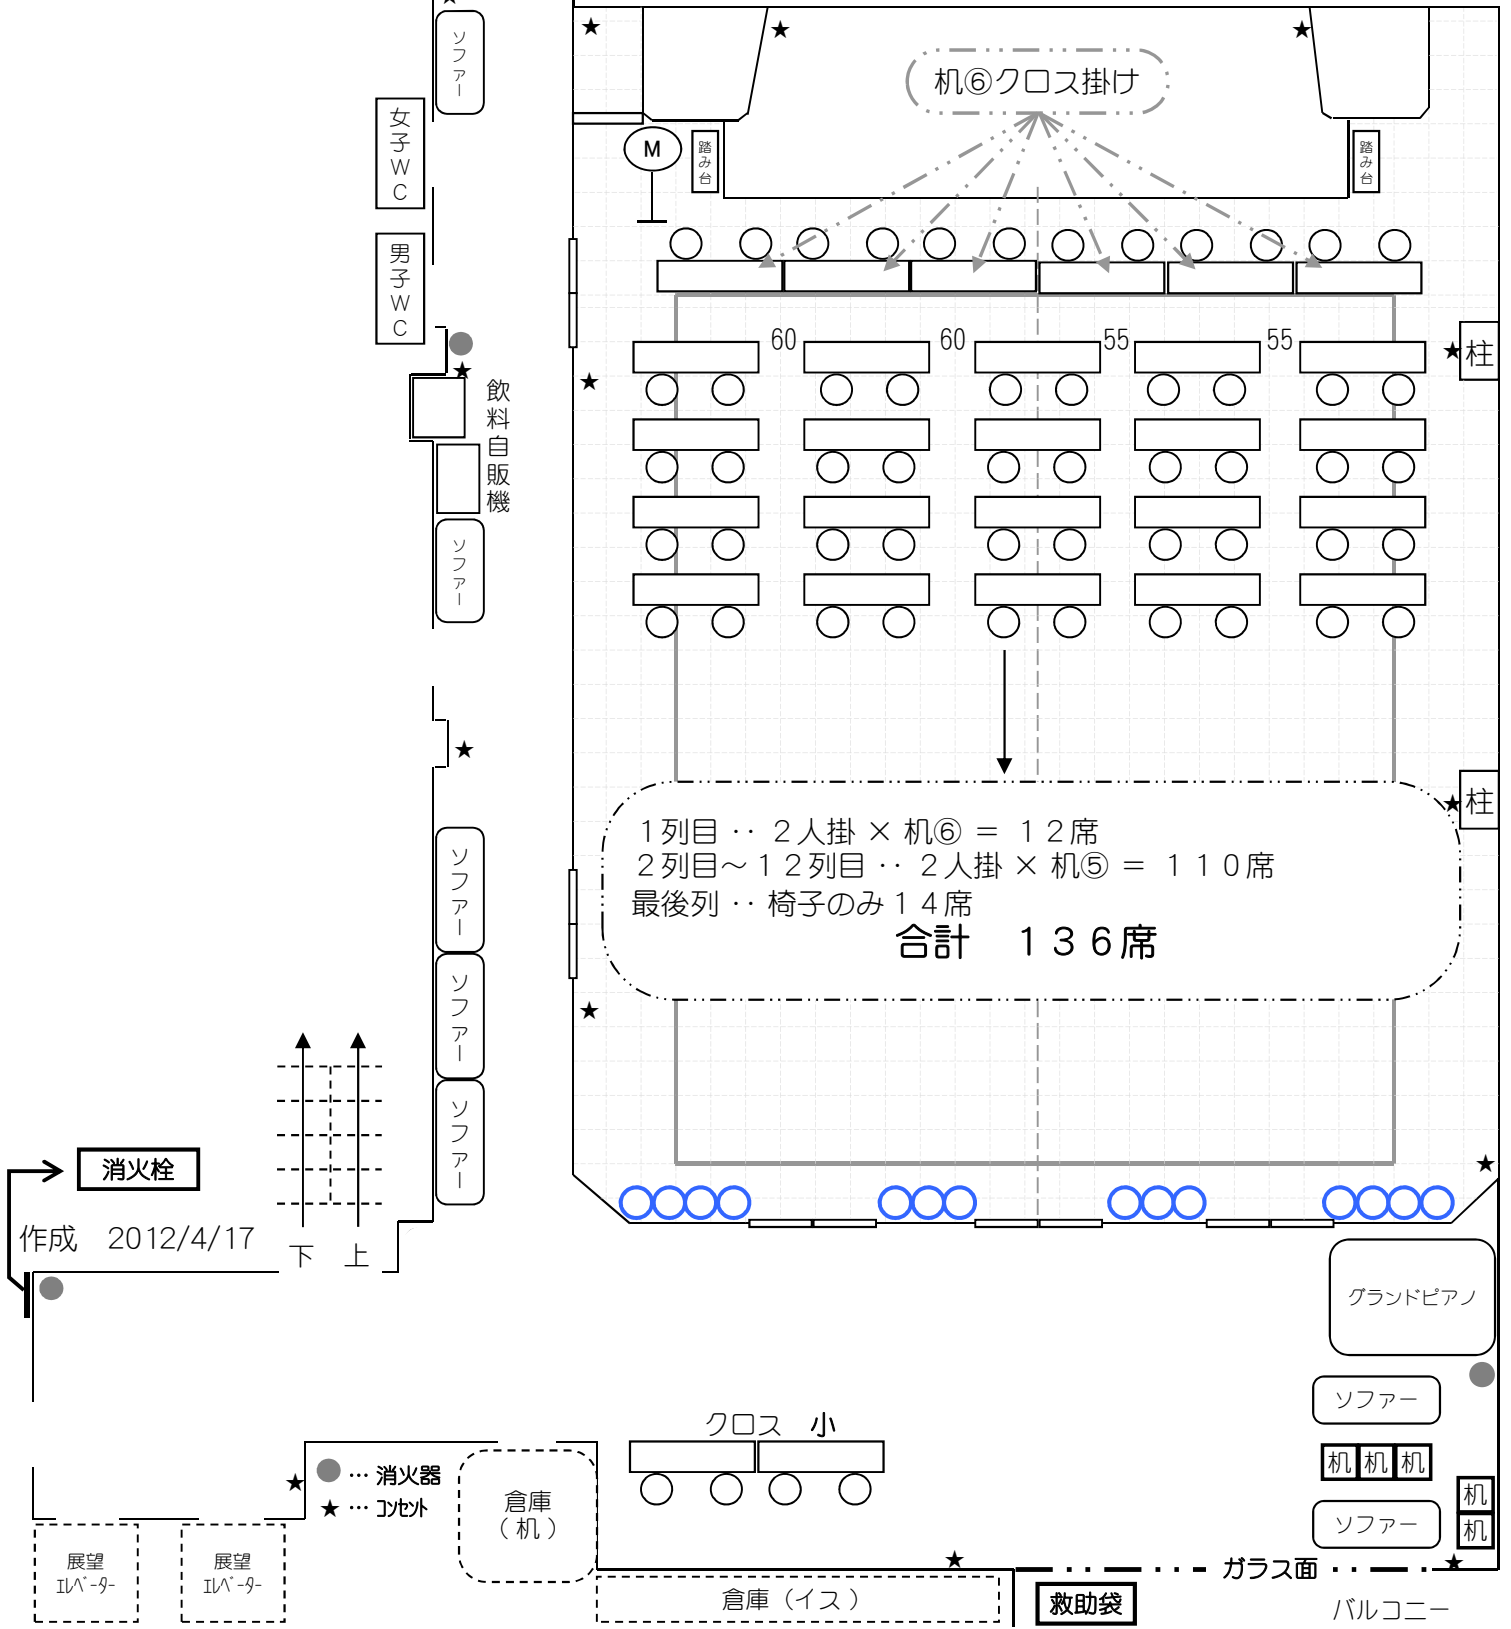 ソファー
机⑥クロス掛け
女子WC
M
踏み台
踏み台
男子WC
60
60
55
55
柱
飲料自販機
ソファー
柱
１列目 ‥ ２人掛 × 机⑥ ＝ １２席
２列目～１２列目 ‥ ２人掛 × 机⑤ ＝ １１０席
最後列 ‥ 椅子のみ１４席
合計　１３６席
ソファー
ソファー
ソファー
消火栓
作成　2012/4/17
下
上
グランドピアノ
ソファー
クロス　小
机
机
机
● … 消火器
★ … コンセント
机
机
倉庫
（机）
ソファー
展望
エレベーター
展望
エレベーター
ガラス面
倉庫（イス）
救助袋
バルコニー